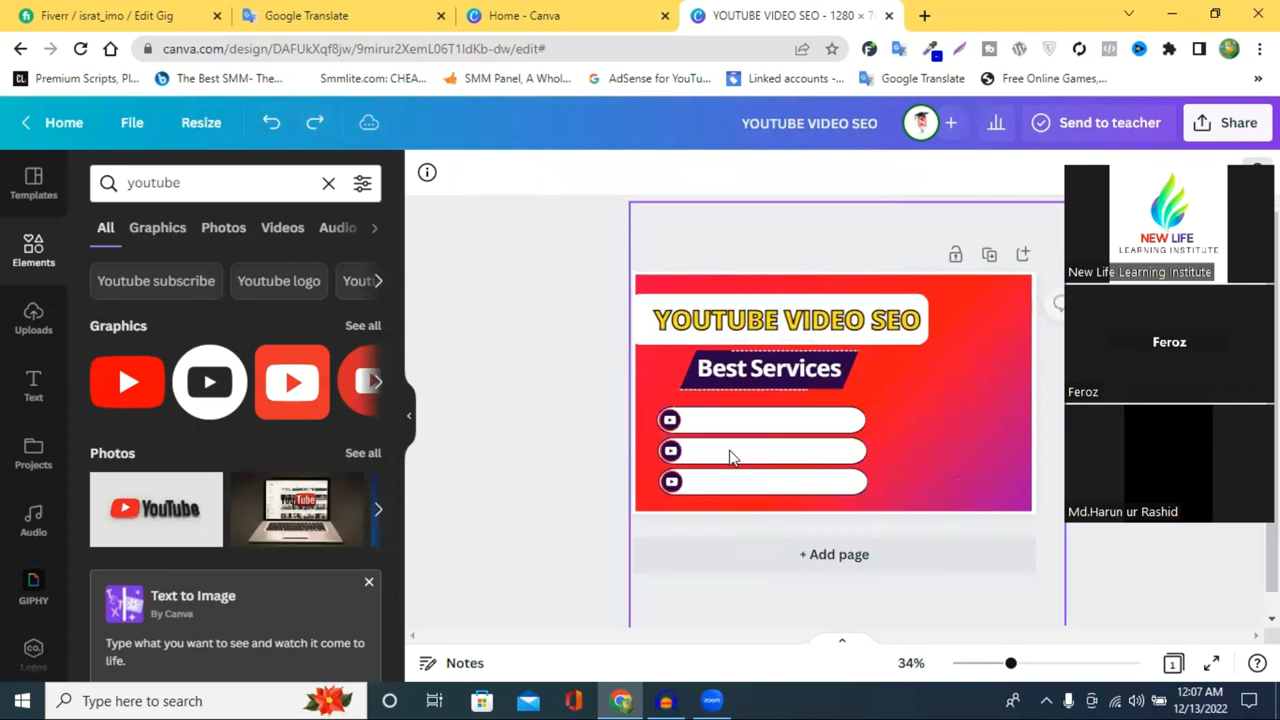 Fiverr / israt_imo / Edit Gig
Google Translate
Home - Canva
YOUTUBE VIDEO SEO - 1280 × 7
canva.com/design/DAFUkXqf8jw/9mirur2XemL06T1ldKb-dw/edit#
Premium Scripts, Pl...
The Best SMM- The...
Smmlite.com: CHEA...
SMM Panel, A Whol...
AdSense for YouTu...
Linked accounts -...
Google Translate
Free Online Games,...
Home
File
Resize
YOUTUBE VIDEO SEO
Send to teacher
Share
Templates
Elements
Uploads
Text
Projects
Audio
GIPHY
CO.
Logos
youtube
All
Graphics
Photos
Videos
Audio
Youtube subscribe
Youtube logo
Graphics
See all
Photos
See all
YouTube
Text to Image
By Canva
Type what you want to see and watch it come to
life.
YOUTUBE VIDEO SEO
Best Services
+ Add page
NEW LIFE
LEARNING INSTITUTE
New Life Learning Institute
Feroz
Feroz
Md.Harun ur Rashid
Notes
34%
1
Type here to search
zoom
12:07 AM
12/13/2022